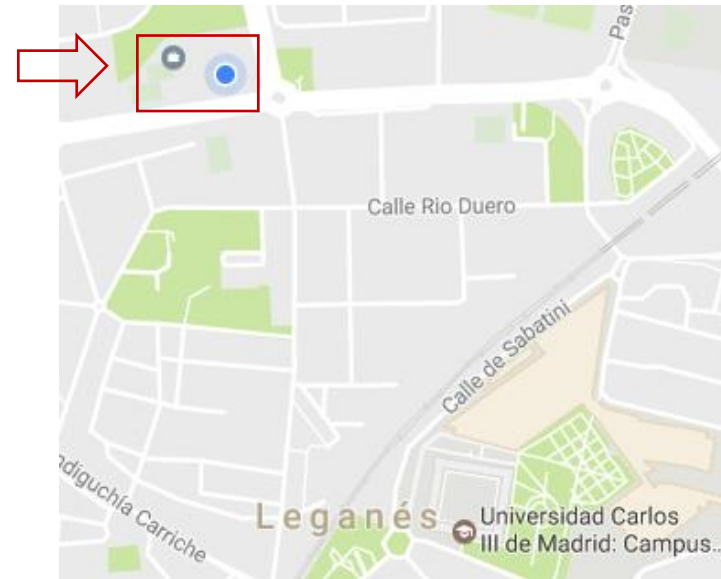 Pas
Calle Rio Duero
Calle de Sabatini
ndiguchía Carriche
Leganés
Universidad Carlos
III de Madrid: Campus...